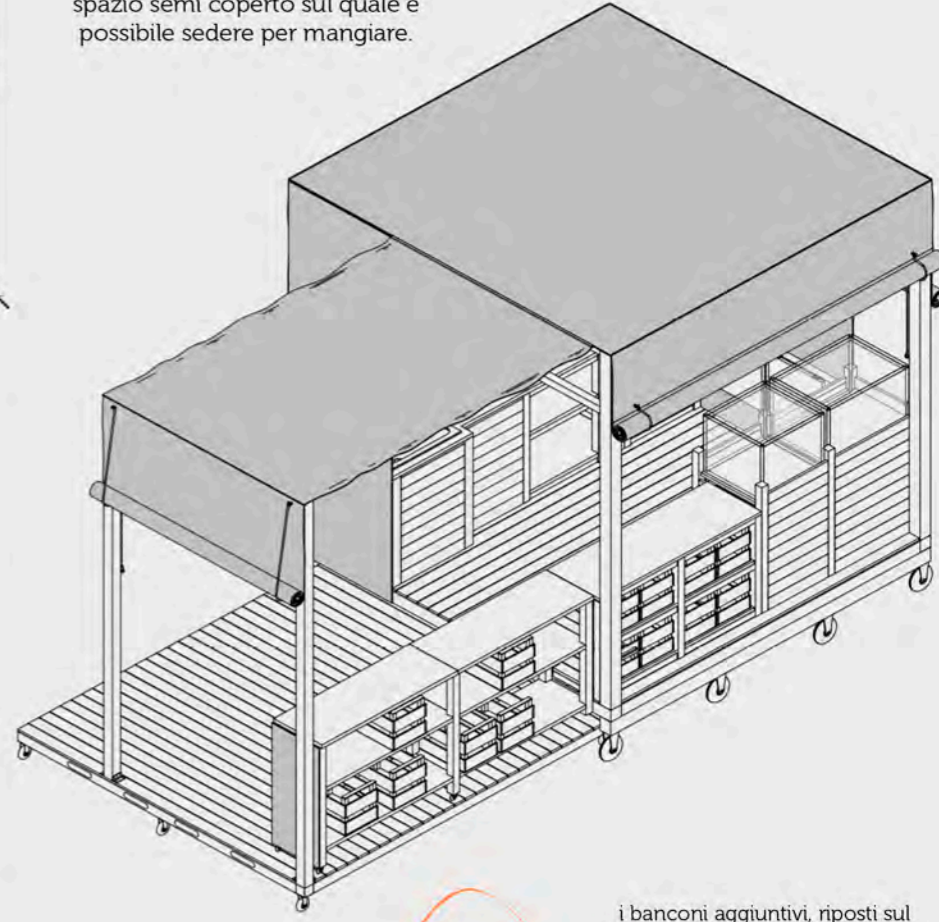 spazio semi coperto sul quale è
possibile sedere per mangiare.
i banconi aggiuntivi, riposti sul